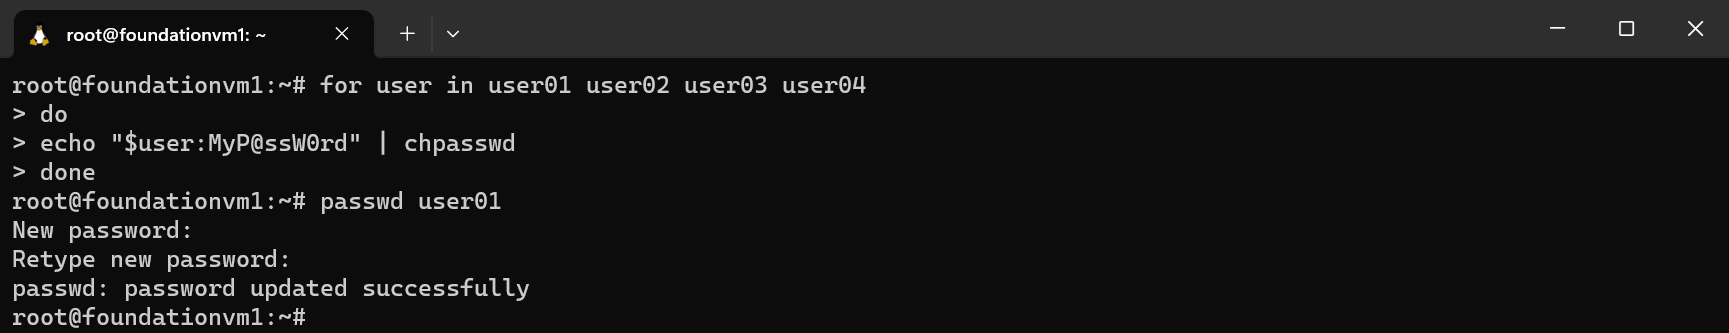 root@foundationvm1: ~
root@foundationvm1:~# for user in user01 user02 user03 user04
> do
> echo "$user:MyP@ssW0rd" | chpasswd
> done
root@foundationvm1:~# passwd user01
New password:
Retype new password:
passwd: password updated successfully
root@foundationvm1:~#